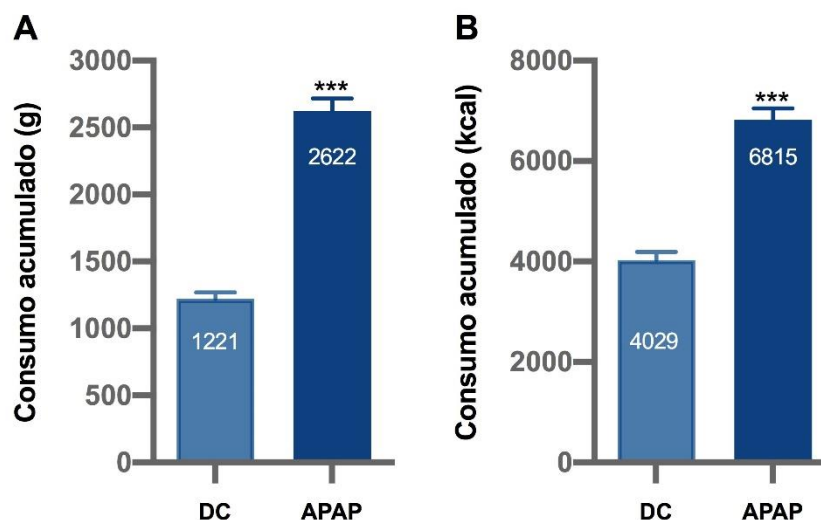 A
Consumo acumulado (g)
3000
2500
2000
1500
1000
500
0
***
2622
1221
DC
APAP
B
Consumo acumulado (kcal)
8000
6000
4000
2000
0
***
6815
4029
DC
APAP